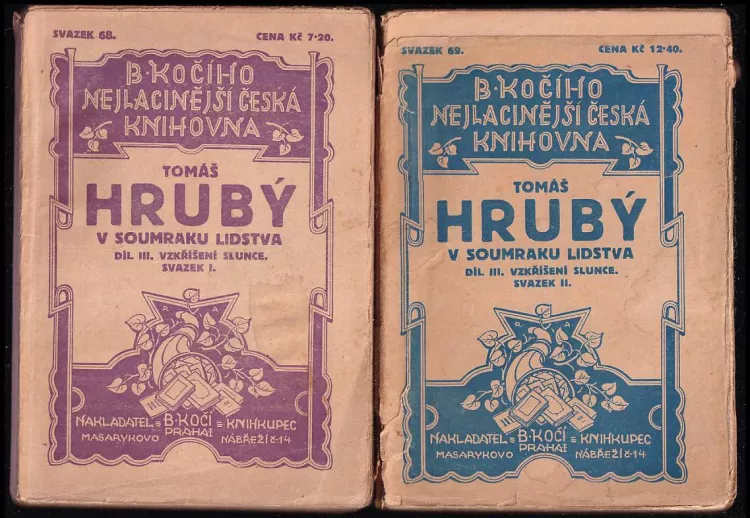 SVAZEK 68. CENA Kč 7·20.
B·KOČÍHO
NEJLACINĚJŠÍ ČESKÁ
KNIHOVNA
TOMÁŠ
HRUBÝ
V SOUMRAKU LIDSTVA
DÍL III. VZKŘÍŠENÍ SLUNCE.
SVAZEK I.
R. A
NAKLADATEL = B·KOČÍ = KNIHKUPEC
MASARYKOVO PRAHA I NÁBŘEŽÍ č·14
SVAZEK 69. CENA Kč 12·40.
B·KOČÍHO
NEJLACINĚJŠÍ ČESKÁ
KNIHOVNA
TOMÁŠ
HRUBÝ
V SOUMRAKU LIDSTVA
DÍL III. VZKŘÍŠENÍ SLUNCE.
SVAZEK II.
R. A
NAKLADATEL = B·KOČÍ = KNIHKUPEC
MASARYKOVO PRAHA I NÁBŘEŽÍ č·14